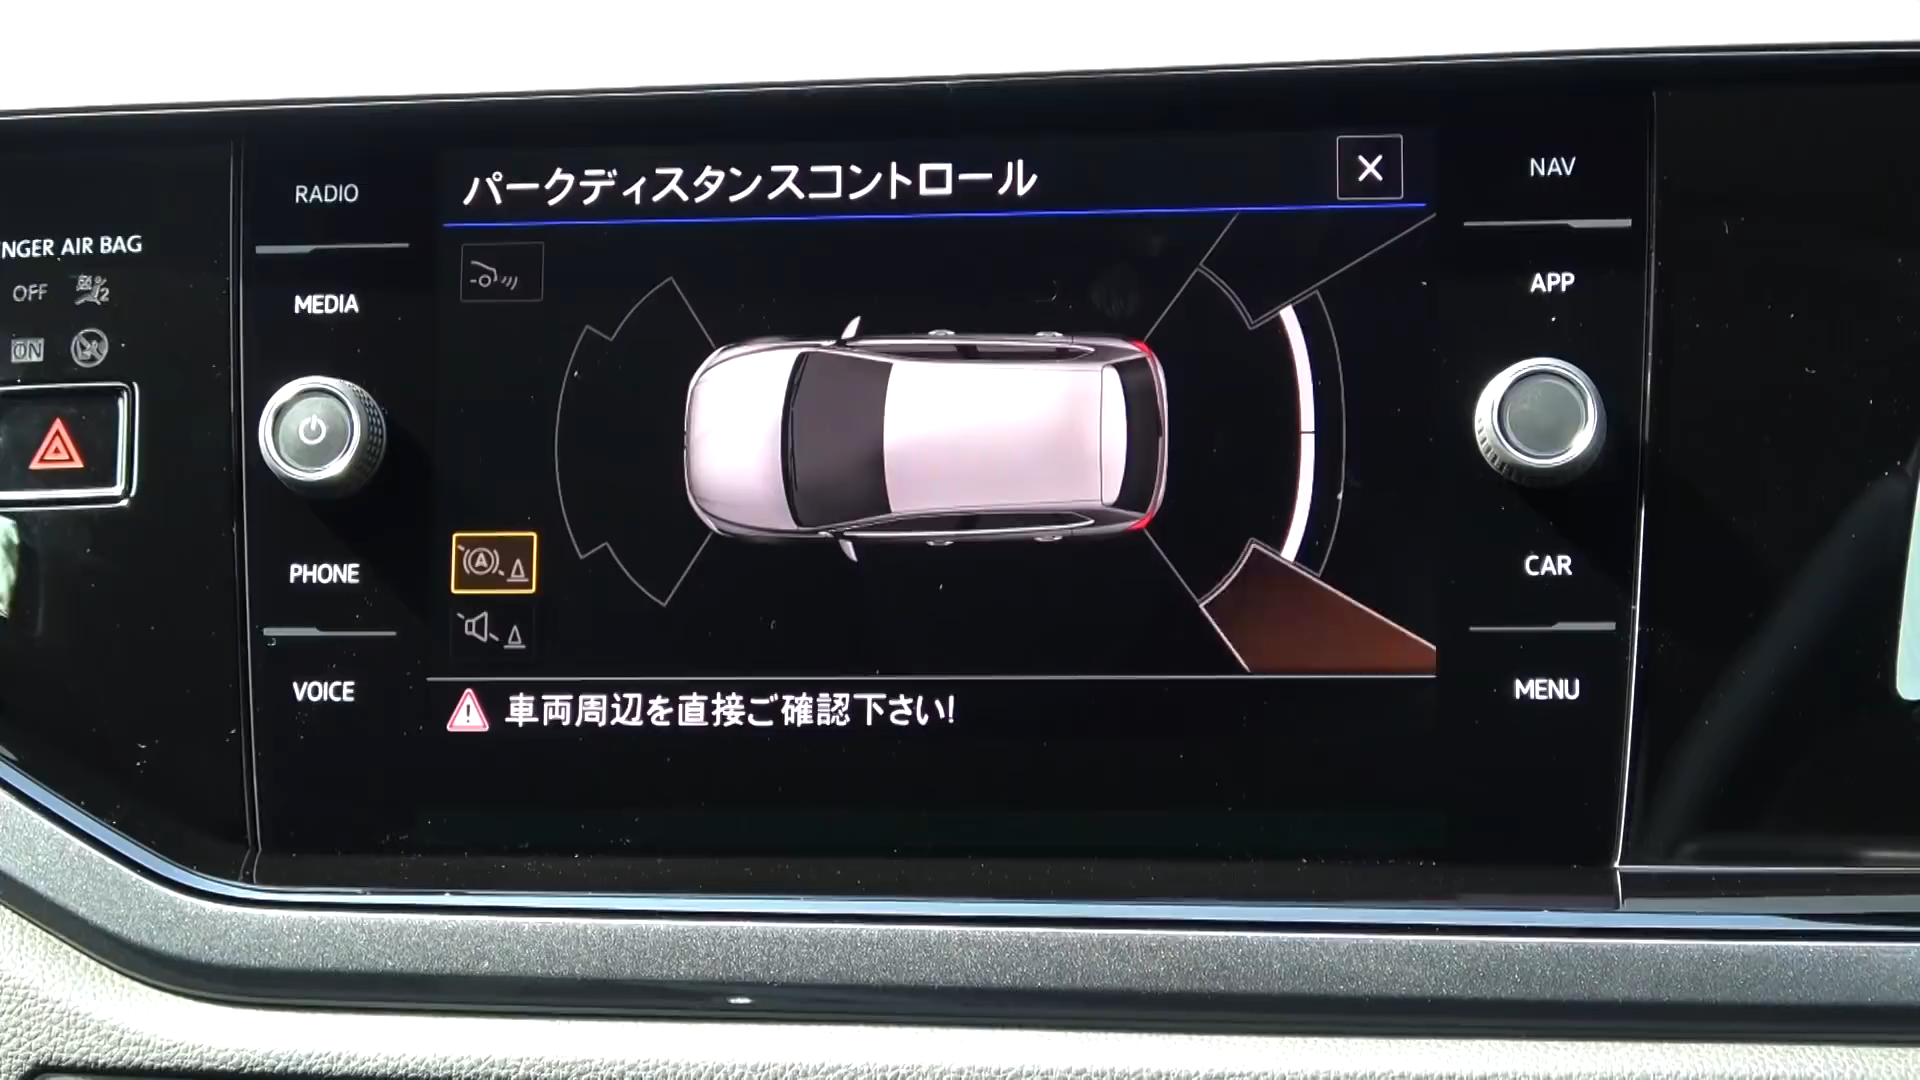 パークディスタンスコントロール
RADIO
MEDIA
PHONE
VOICE
NAV
APP
CAR
MENU
NGER AIR BAG
OFF
2
ON
A
車両周辺を直接ご確認下さい!